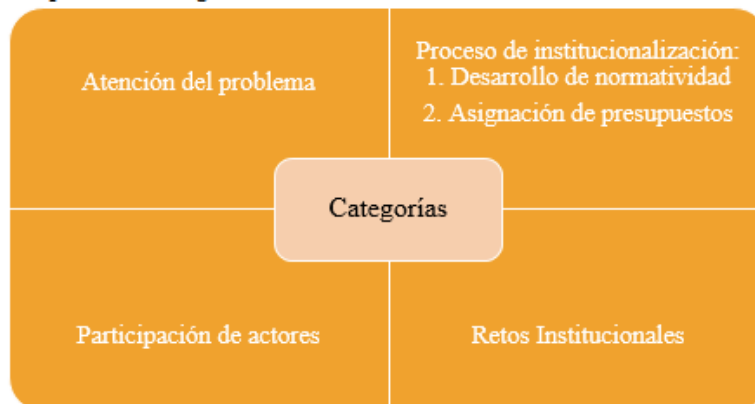 Atención del problema
Proceso de institucionalización:
1. Desarrollo de normatividad
2. Asignación de presupuestos
Categorías
Participación de actores
Retos Institucionales